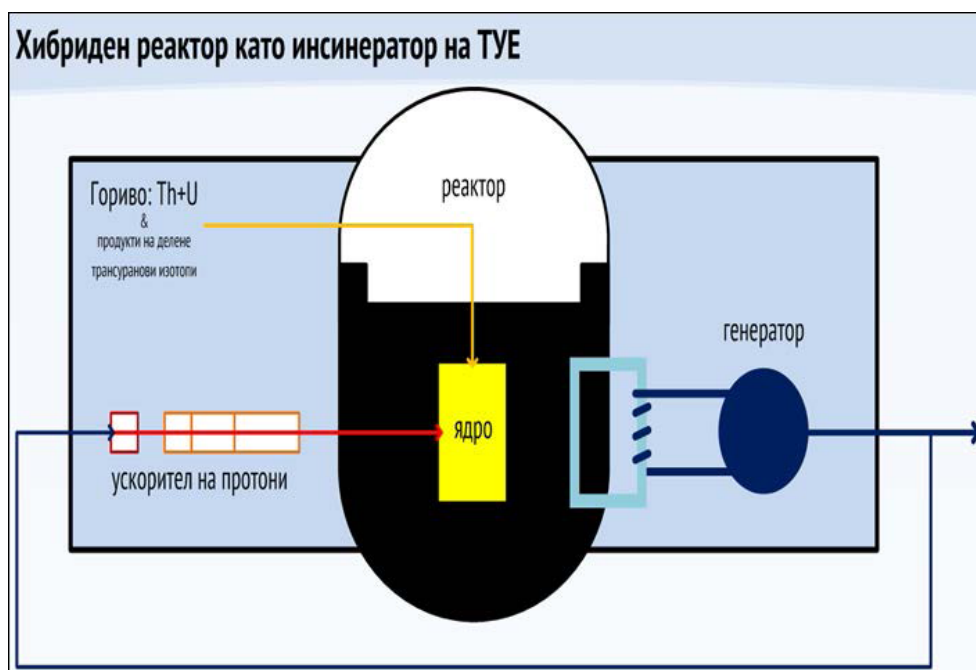 Хибриден реактор като инсинератор на ТУЕ
реактор
Гориво: Th+U
&
продукти на делене
трансуранови изотопи
генератор
ядро
ускорител на протони